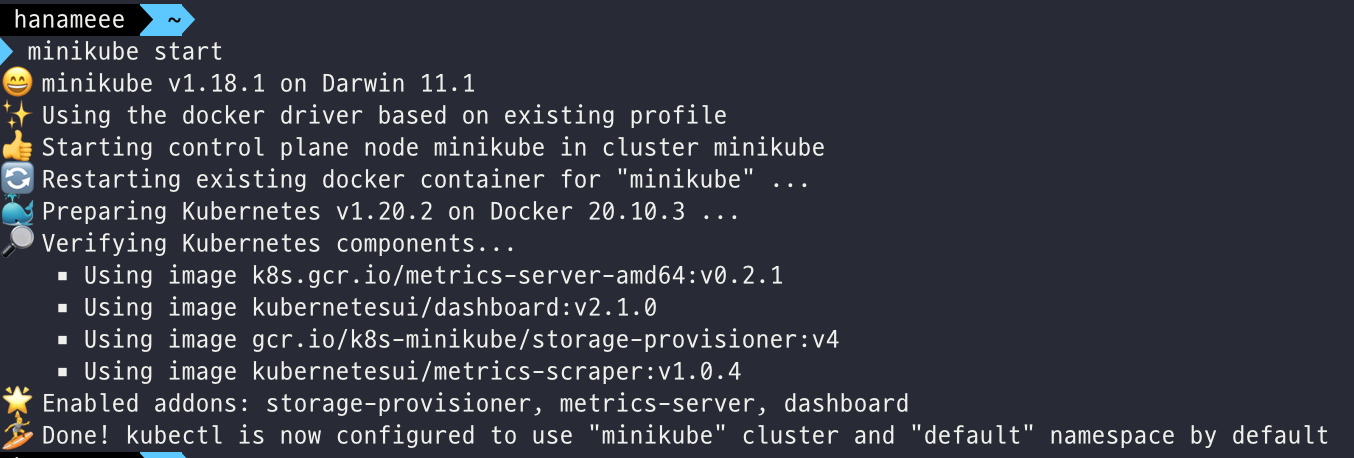 hanameee ~
minikube start
😄 minikube v1.18.1 on Darwin 11.1
✨ Using the docker driver based on existing profile
👍 Starting control plane node minikube in cluster minikube
🔄 Restarting existing docker container for "minikube" ...
🐳 Preparing Kubernetes v1.20.2 on Docker 20.10.3 ...
🔎 Verifying Kubernetes components...
▪ Using image k8s.gcr.io/metrics-server-amd64:v0.2.1
▪ Using image kubernetesui/dashboard:v2.1.0
▪ Using image gcr.io/k8s-minikube/storage-provisioner:v4
▪ Using image kubernetesui/metrics-scraper:v1.0.4
🌟 Enabled addons: storage-provisioner, metrics-server, dashboard
🏄 Done! kubectl is now configured to use "minikube" cluster and "default" namespace by default